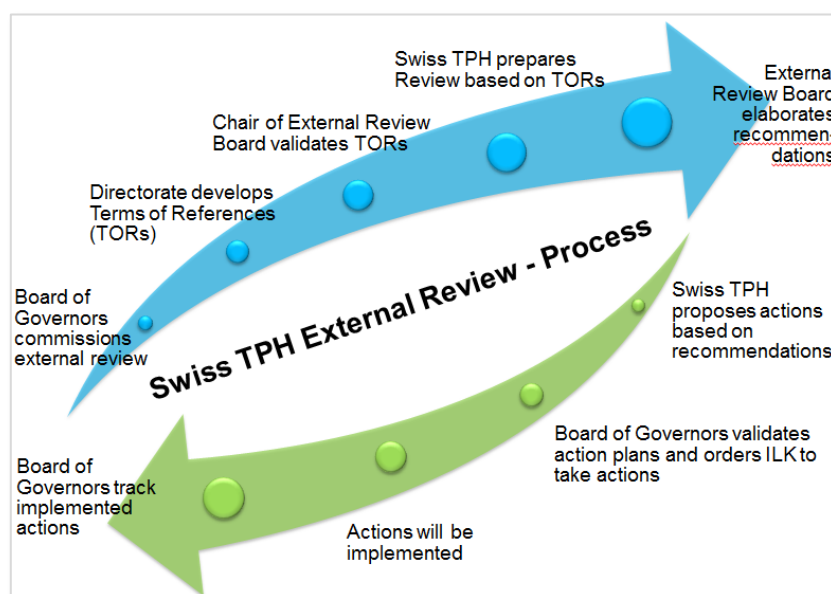 Swiss TPH prepares
Review based on TORs
External
Review Board
elaborates
recommen-
dations
Chair of External Review
Board validates TORs
Directorate develops
Terms of References
(TORs)
Board of
Governors
commissions
external review
Swiss TPH External Review - Process
Swiss TPH
proposes actions
based on
recommendations
Board of Governors validates
action plans and orders ILK to
take actions
Actions will be
implemented
Board of
Governors track
implemented
actions